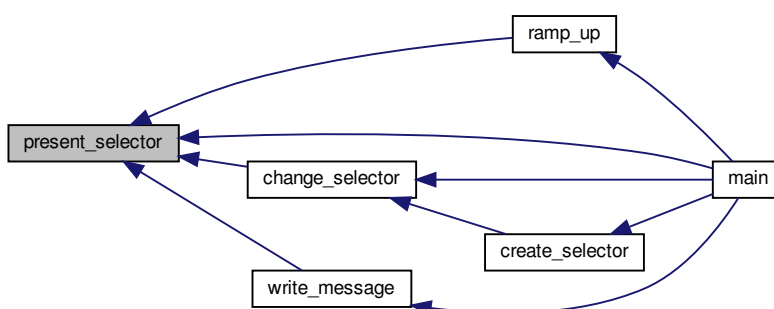 ramp_up
present_selector
change_selector
main
create_selector
write_message